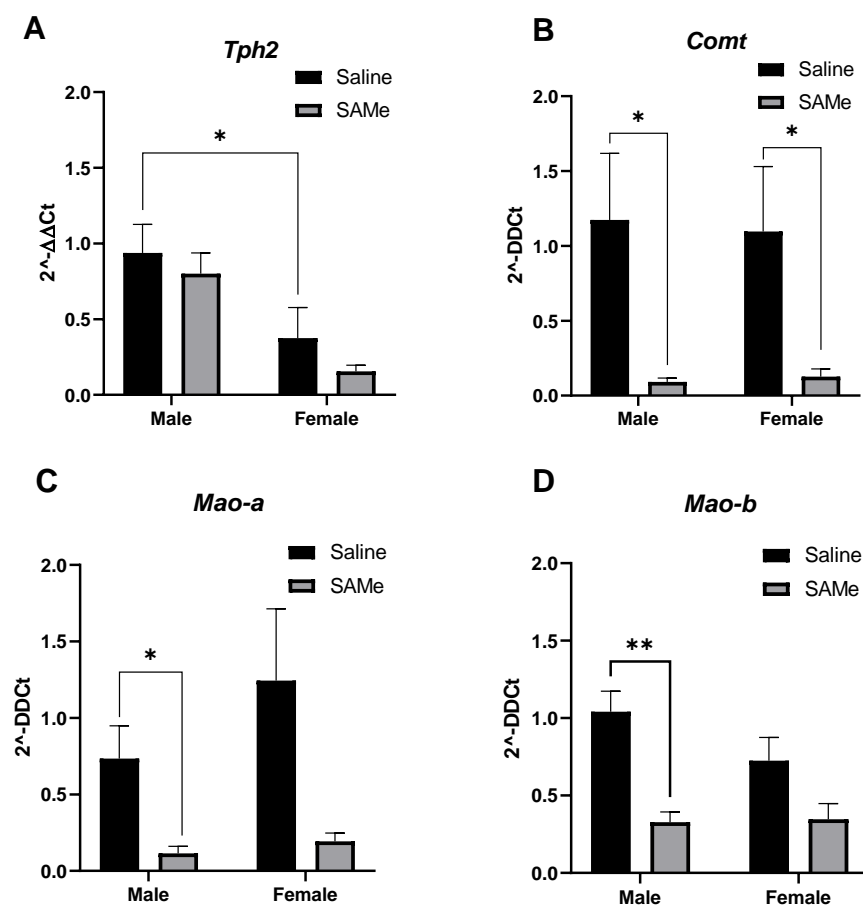 A
Tph2
Saline
SAMe
2.0
*
1.5
2^-ΔΔCt
1.0
0.5
0.0
Male Female
B
Comt
Saline
SAMe
2.0
* *
1.5
2^-DDCt
1.0
0.5
0.0
Male Female
C
Mao-a
Saline
SAMe
2.0
*
1.5
2^-DDCt
1.0
0.5
0.0
Male Female
D
Mao-b
Saline
SAMe
2.0
**
1.5
2^-DDCt
1.0
0.5
0.0
Male Female